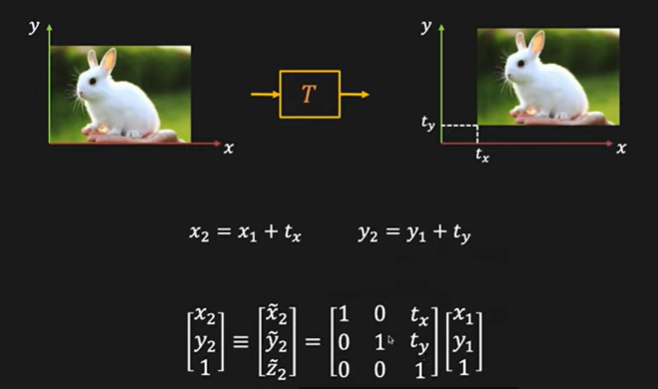 y y
T
t_y
x t_x x
x_2 = x_1 + t_x y_2 = y_1 + t_y
[x_2] [x̃_2] [1 0 t_x] [x_1]
[y_2] ≡ [ỹ_2] = [0 1 t_y] [y_1]
[1] [z̃_2] [0 0 1] [1]